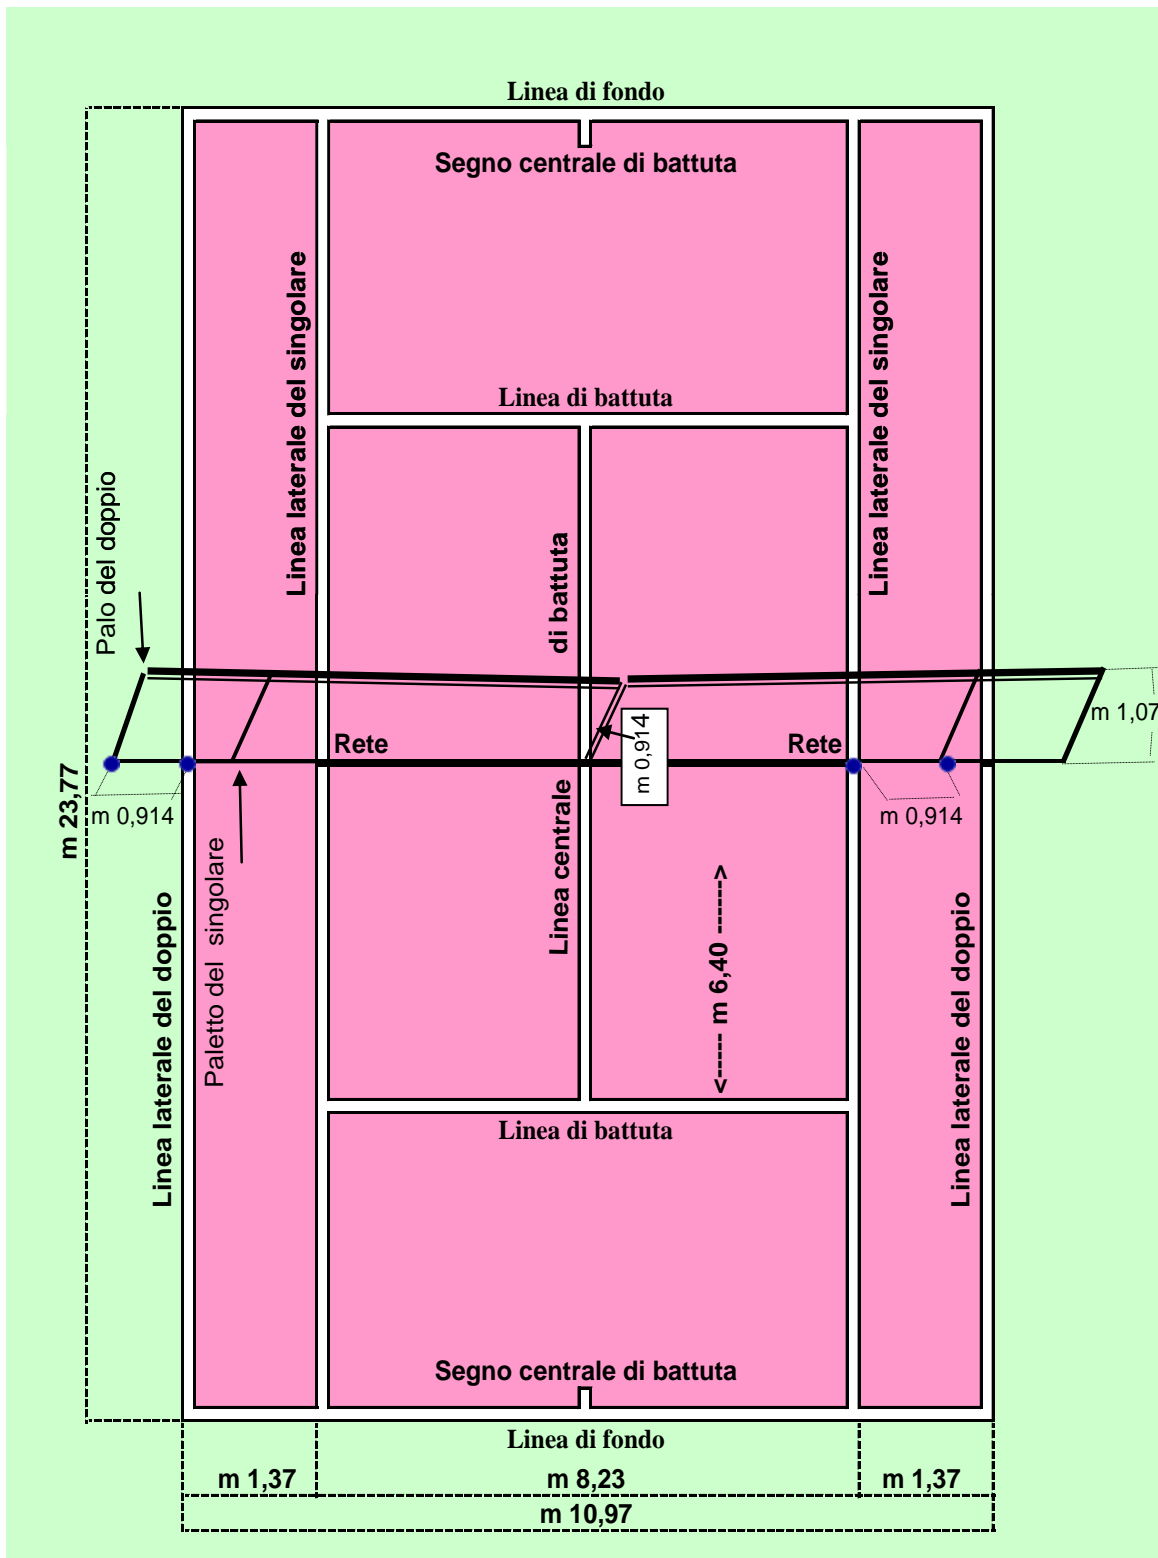 Linea di fondo
Segno centrale di battuta
Linea laterale del singolare
Linea laterale del singolare
Linea di battuta
Palo del doppio
di battuta
m 1,07
m 0,914
Rete
Rete
m 23,77
m 0,914
m 0,914
Linea centrale
Paletto del singolare
<----- m 6,40 ----->
Linea laterale del doppio
Linea laterale del doppio
Linea di battuta
Segno centrale di battuta
Linea di fondo
m 1,37
m 8,23
m 1,37
m 10,97